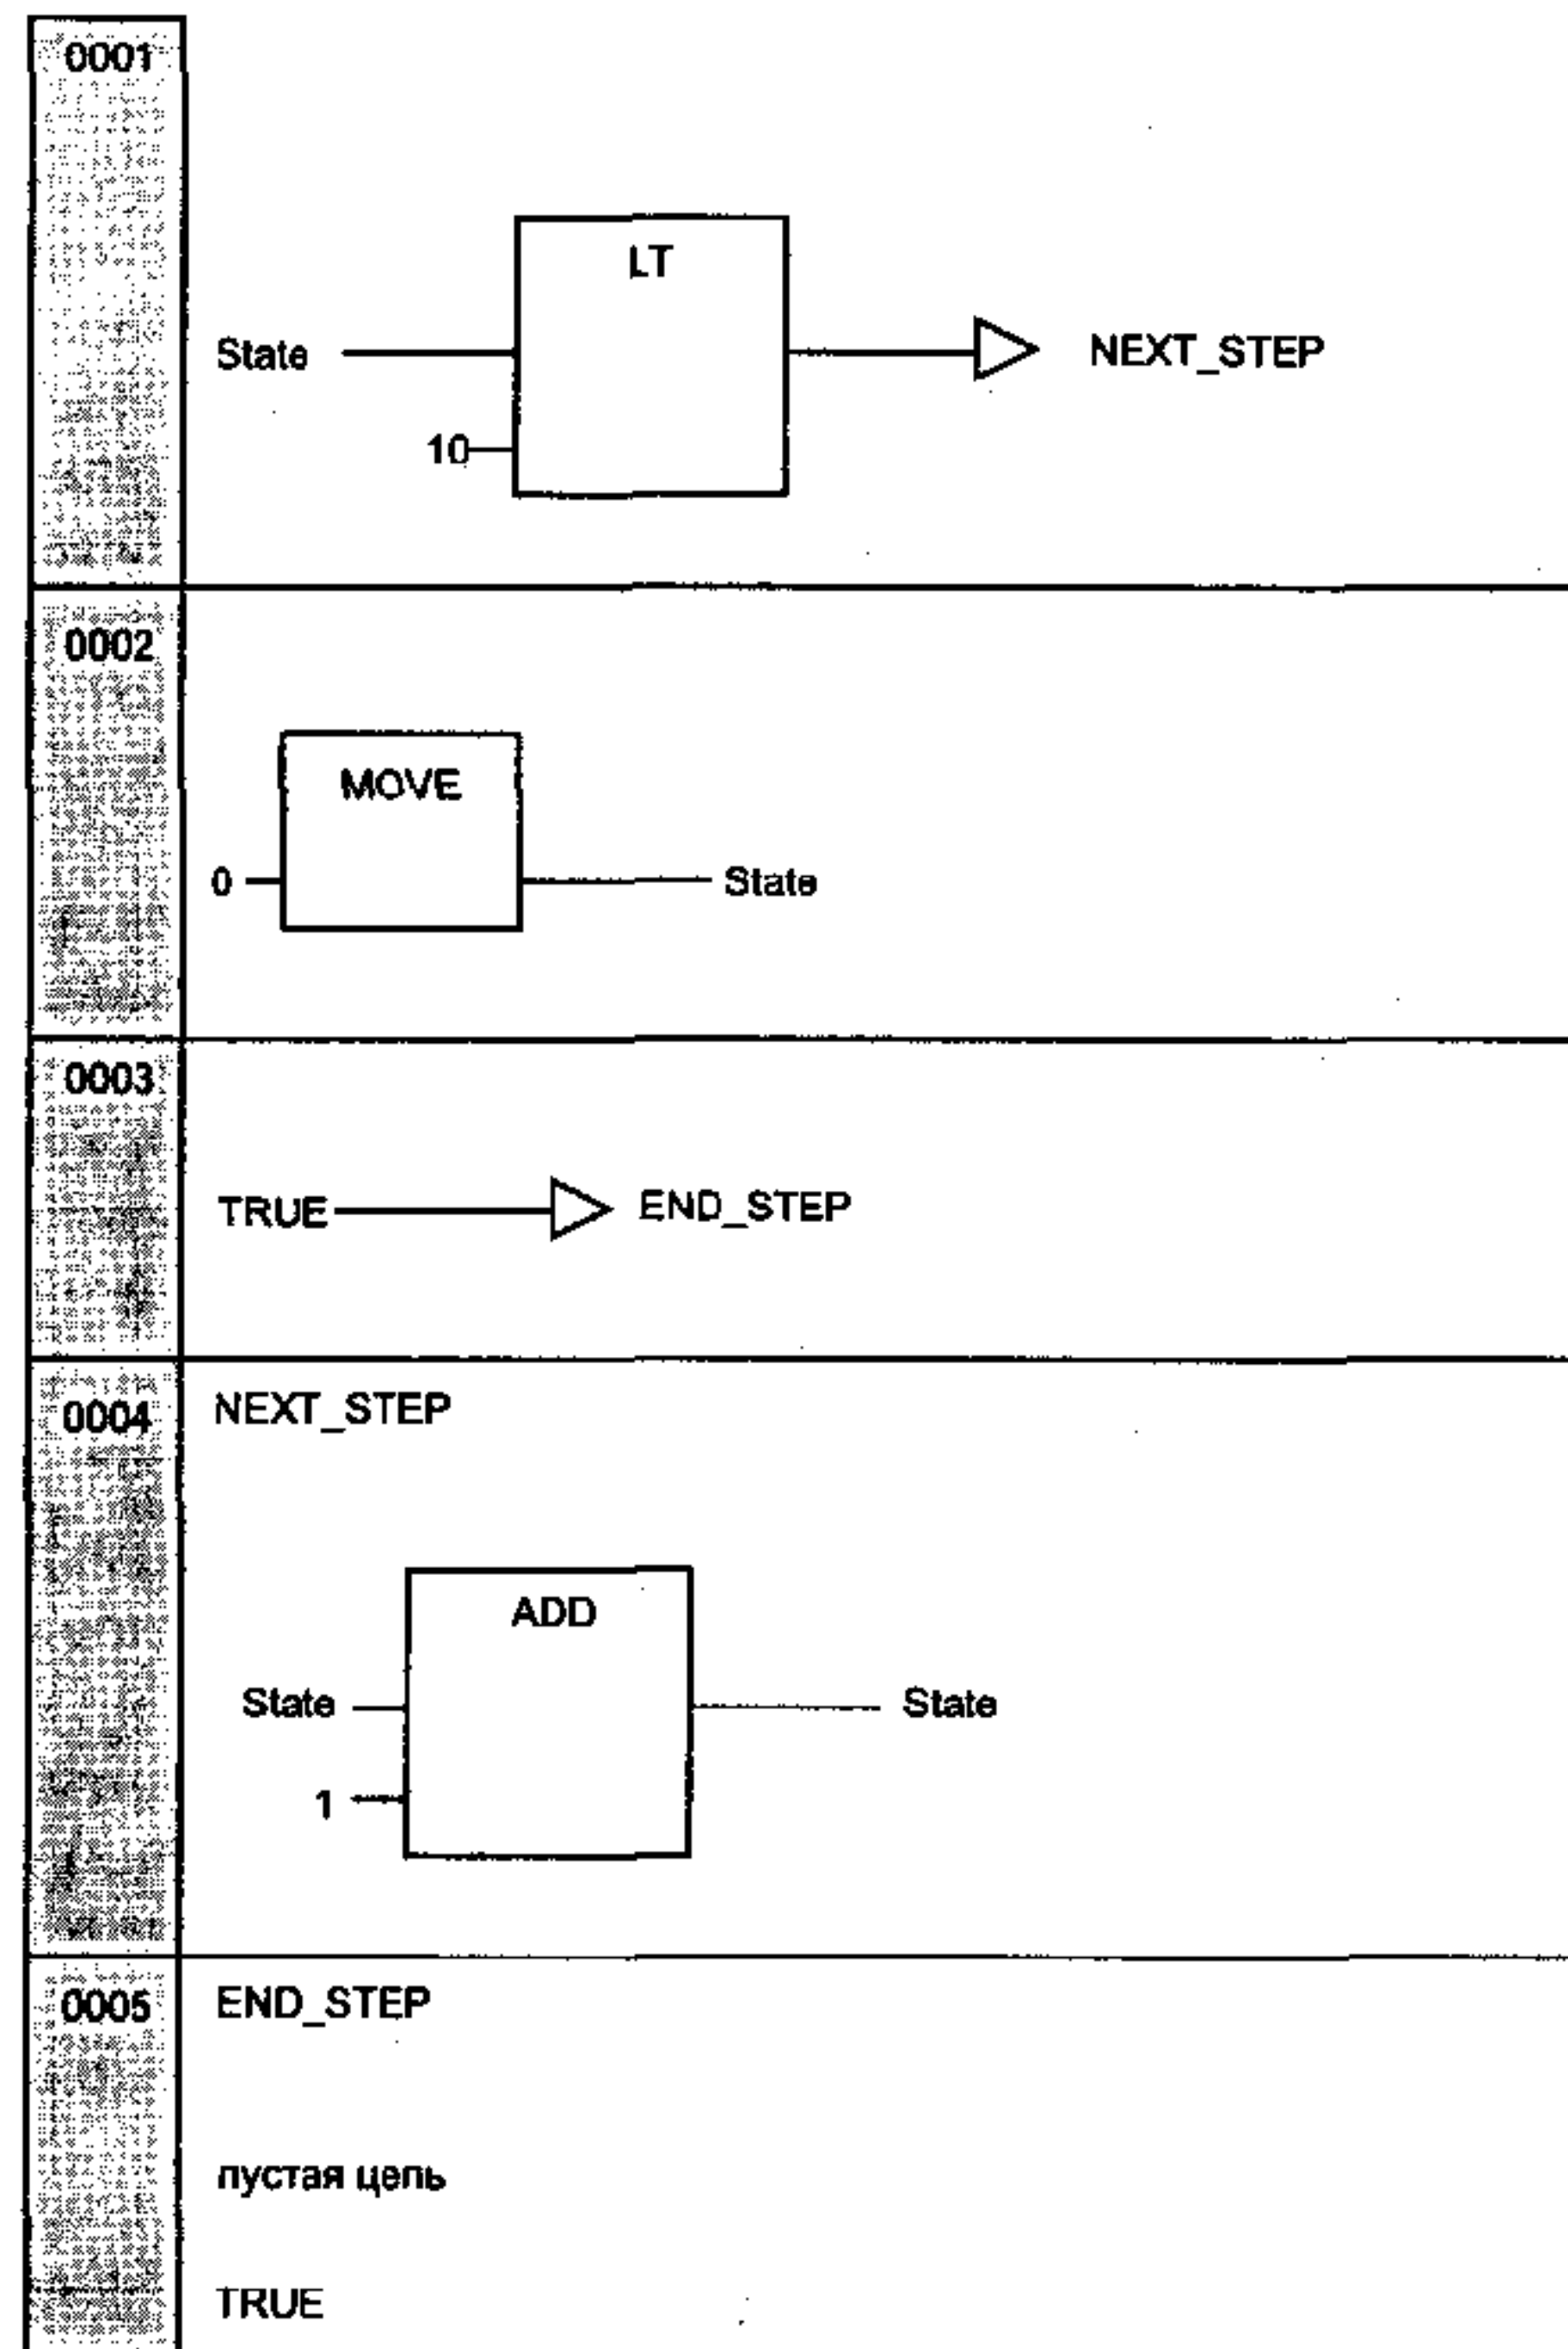 0001
LT
State
NEXT_STEP
10
0002
MOVE
0
State
0003
TRUE
END_STEP
0004
NEXT_STEP
ADD
State
State
1
0005
END_STEP
пустая цепь
TRUE